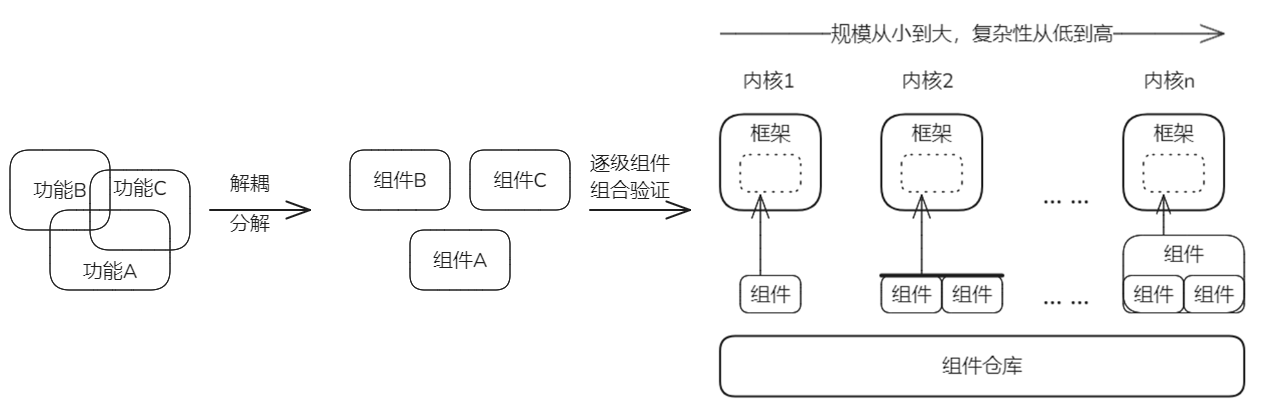 功能B
功能C
功能A
解耦
分解
组件B
组件C
组件A
逐级组件
组合验证
规模从小到大，复杂性从低到高
内核1
内核2
内核n
框架
框架
... ...
框架
组件
组件
组件
... ...
组件
组件
组件
组件仓库